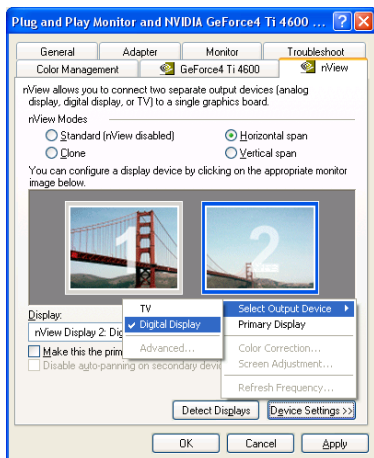 Plug and Play Monitor and NVIDIA GeForce4 Ti 4600 ...
General Adapter Monitor Troubleshoot
Color Management GeForce4 Ti 4600 nView
nView allows you to connect two separate output devices (analog
display, digital display, or TV) to a single graphics board.
nView Modes
Standard (nView disabled) Horizontal span
Clone Vertical span
You can configure a display device by clicking on the appropriate monitor
image below.
1 2
Display:
nView Display 2: Dig
TV
Digital Display
Advanced...
Select Output Device
Primary Display
Color Correction...
Screen Adjustment...
Refresh Frequency...
Make this the prim
Disable auto-panning on secondary devic
Detect Displays Device Settings >>
OK Cancel Apply